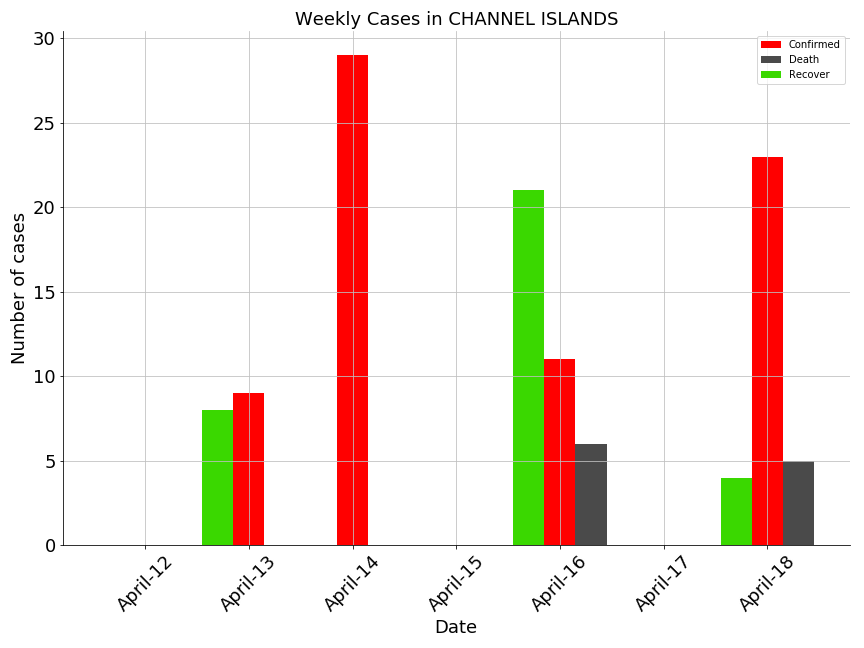 Weekly Cases in CHANNEL ISLANDS
Confirmed
Death
Recover
Number of cases
30
25
20
15
10
5
0
April-12
April-13
April-14
April-15
April-16
April-17
April-18
Date